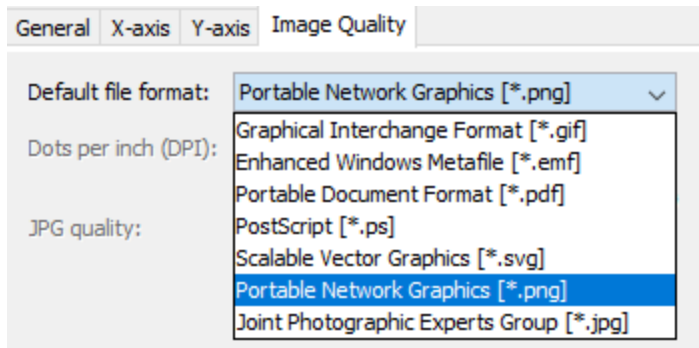 General X-axis Y-axis Image Quality
Default file format: Portable Network Graphics [*.png]
Graphical Interchange Format [*.gif]
Dots per inch (DPI):
Enhanced Windows Metafile [*.emf]
Portable Document Format [*.pdf]
JPG quality:
PostScript [*.ps]
Scalable Vector Graphics [*.svg]
Portable Network Graphics [*.png]
Joint Photographic Experts Group [*.jpg]